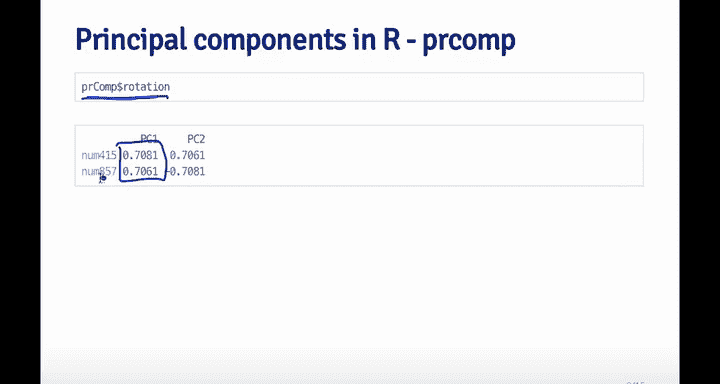 Principal components in R - prcomp
prComp$rotation
PC1 PC2
num415 0.7081 0.7061
num857 0.7061 -0.7081